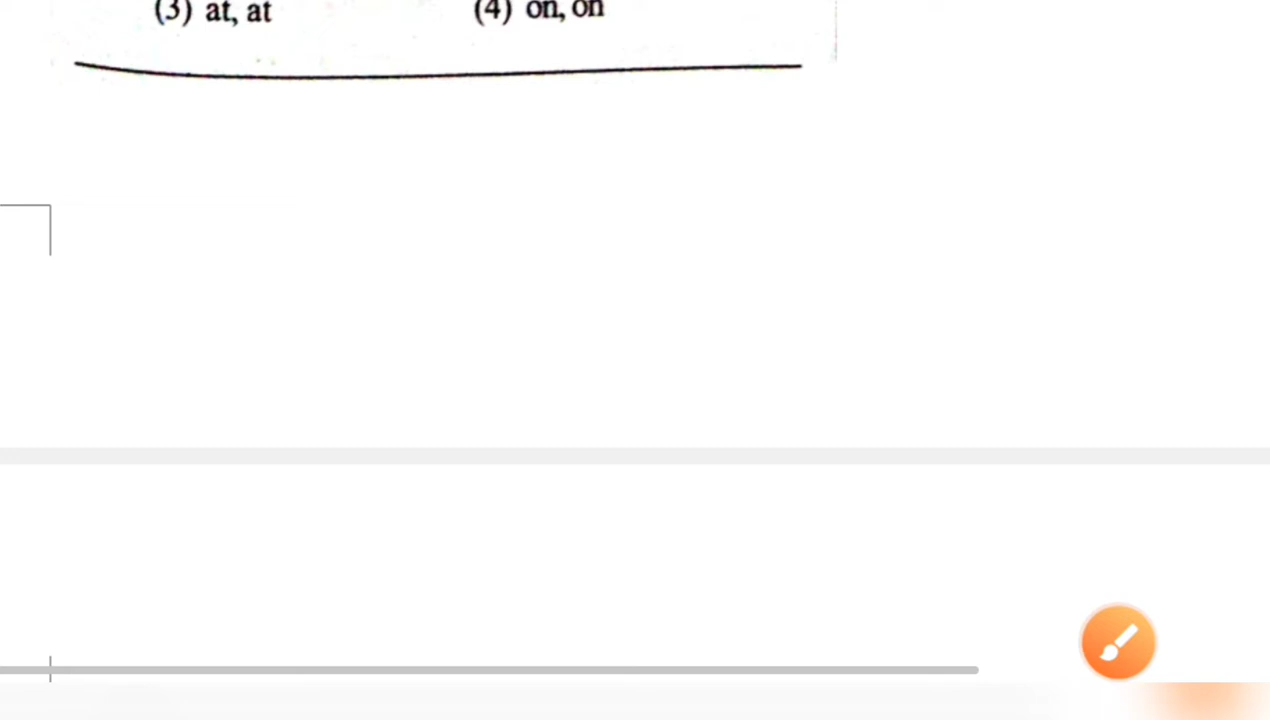 (3) at, at (4) on, on